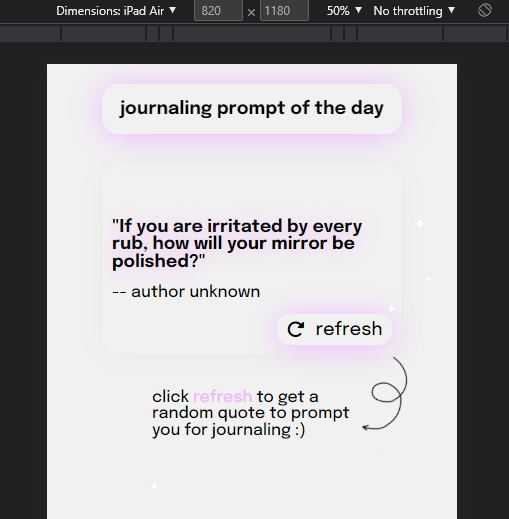 Dimensions: iPad Air ▼ 820 × 1180 50% ▼ No throttling ▼
journaling prompt of the day
"If you are irritated by every
rub, how will your mirror be
polished?"
-- author unknown
refresh
click refresh to get a
random quote to prompt
you for journaling :)